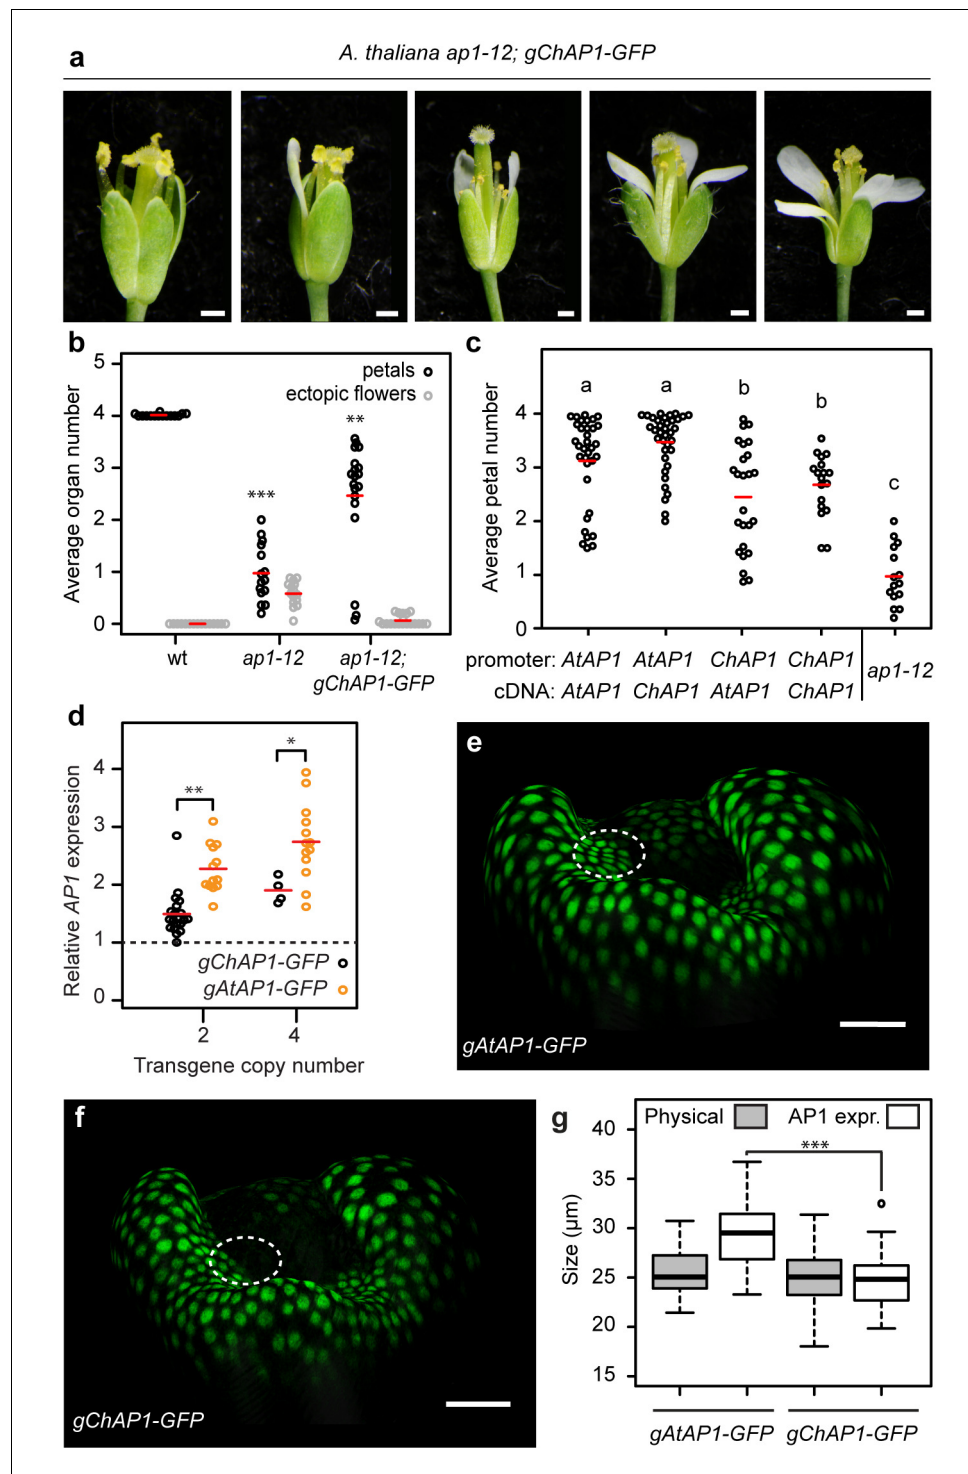 a
A. thaliana ap1-12; gChAP1-GFP
b
Average organ number
5
4
3
2
1
0
petals
ectopic flowers
***
**
wt
ap1-12
ap1-12;
gChAP1-GFP
c
Average petal number
4
3
2
1
0
a
a
b
b
c
promoter: AtAP1 AtAP1 ChAP1 ChAP1
cDNA: AtAP1 ChAP1 AtAP1 ChAP1
ap1-12
d
Relative AP1 expression
4
3
2
1
0
**
*
gChAP1-GFP
gAtAP1-GFP
2
4
Transgene copy number
e
gAtAP1-GFP
f
gChAP1-GFP
g
Physical
AP1 expr.
***
Size (µm)
40
35
30
25
20
15
gAtAP1-GFP
gChAP1-GFP